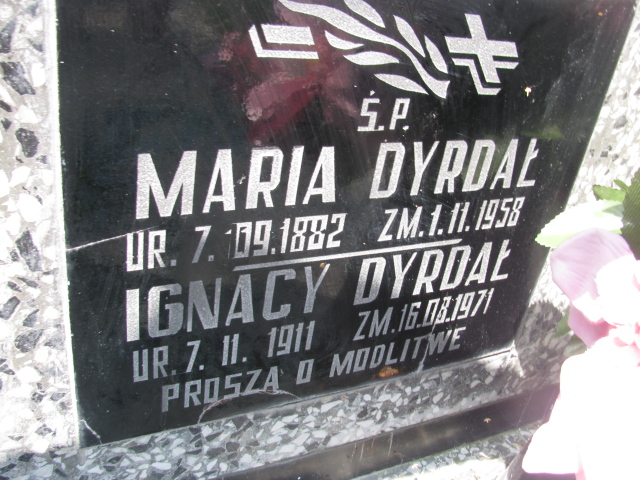 Ś.P.
MARIA DYRDAŁ
UR. 7. 09.1882 ZM. 1.11.1958
IGNACY DYRDAŁ
UR. 7. 11. 1911 ZM. 16.08.1971
PROSZĄ O MODLITWE